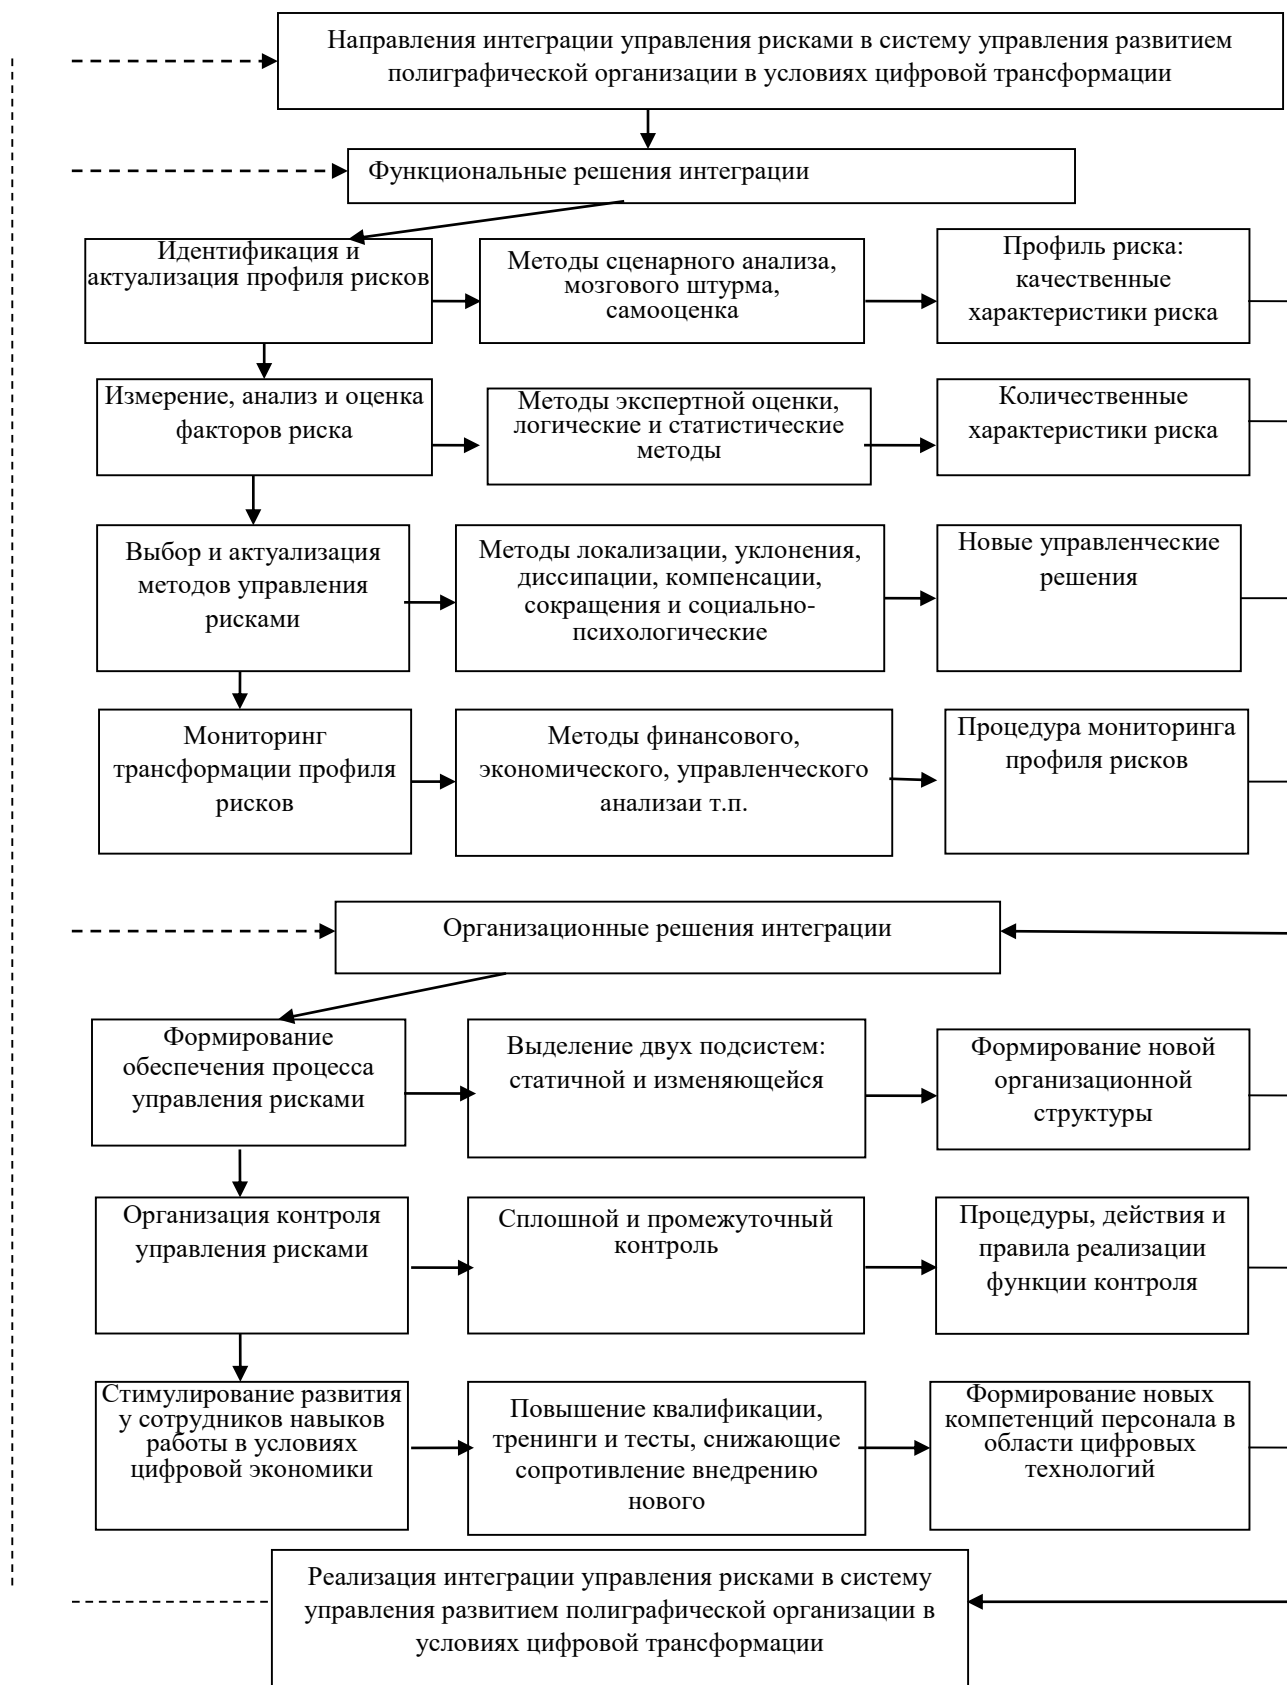 Направления интеграции управления рисками в систему управления развитием
полиграфической организации в условиях цифровой трансформации
Функциональные решения интеграции
Идентификация и
актуализация профиля рисков
Методы сценарного анализа,
мозгового штурма,
самооценка
Профиль риска:
качественные
характеристики риска
Измерение, анализ и оценка
факторов риска
Методы экспертной оценки,
логические и статистические
методы
Количественные
характеристики риска
Выбор и актуализация
методов управления
рисками
Методы локализации, уклонения,
диссипации, компенсации,
сокращения и социально-
психологические
Новые управленческие
решения
Мониторинг
трансформации профиля
рисков
Методы финансового,
экономического, управленческого
анализаи т.п.
Процедура мониторинга
профиля рисков
Организационные решения интеграции
Формирование
обеспечения процесса
управления рисками
Выделение двух подсистем:
статичной и изменяющейся
Формирование новой
организационной
структуры
Организация контроля
управления рисками
Сплошной и промежуточный
контроль
Процедуры, действия и
правила реализации
функции контроля
Стимулирование развития
у сотрудников навыков
работы в условиях
цифровой экономики
Повышение квалификации,
тренинги и тесты, снижающие
сопротивление внедрению
нового
Формирование новых
компетенций персонала в
области цифровых
технологий
Реализация интеграции управления рисками в систему
управления развитием полиграфической организации в
условиях цифровой трансформации